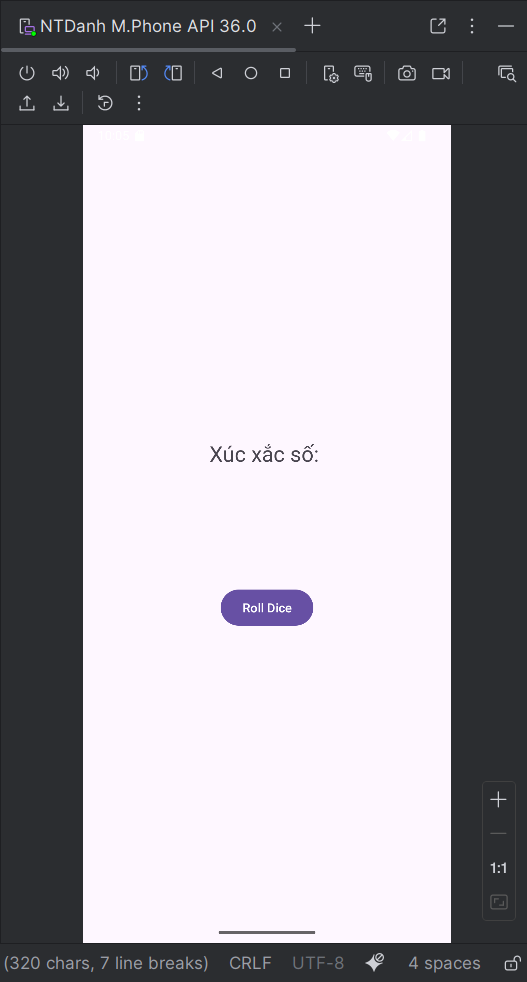 NTDanh M.Phone API 36.0
Xúc xắc số:
Roll Dice
1:1
(320 chars, 7 line breaks) CRLF UTF-8 4 spaces